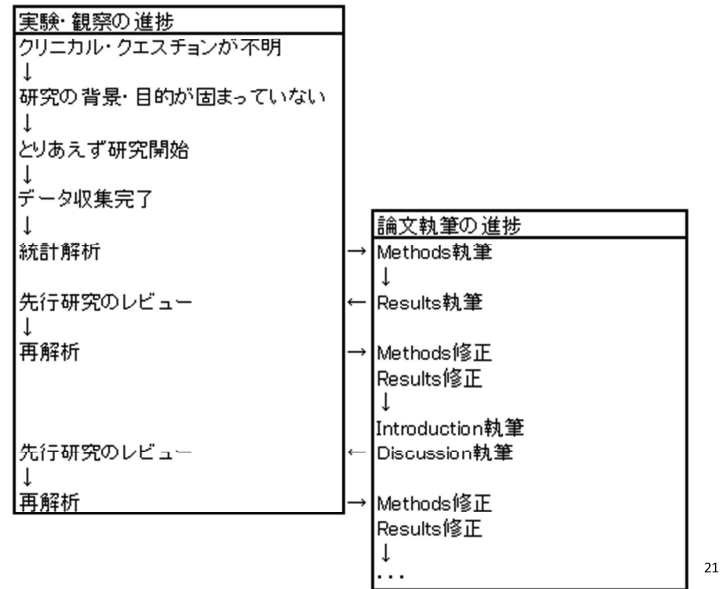 実験・観察の進捗
クリニカル・クエスチョンが不明
↓
研究の背景・目的が固まっていない
↓
とりあえず研究開始
↓
データ収集完了
↓
統計解析
先行研究のレビュー
↓
再解析
先行研究のレビュー
↓
再解析
論文執筆の進捗
→ Methods執筆
↓
← Results執筆
→ Methods修正
Results修正
↓
Introduction執筆
← Discussion執筆
→ Methods修正
Results修正
↓
・・・
21